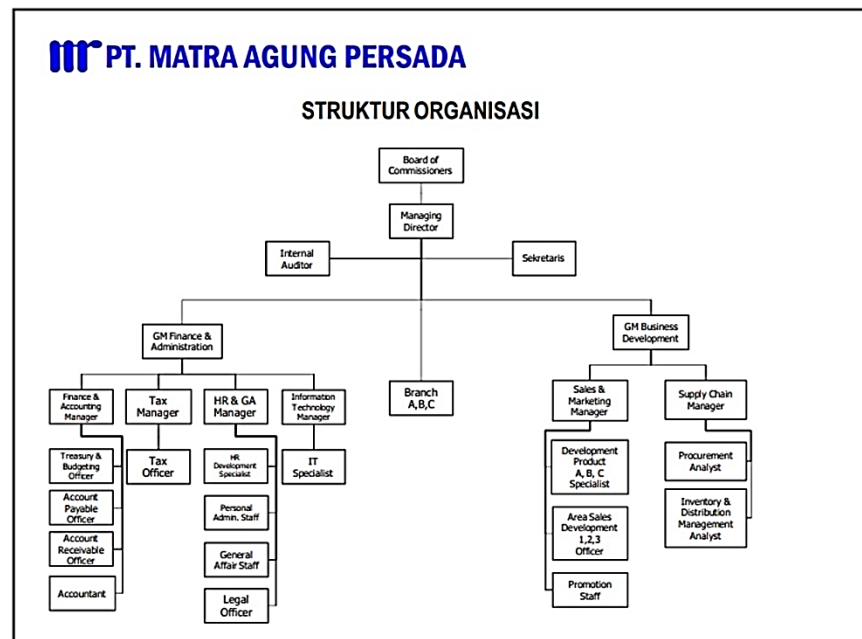 PT. MATRA AGUNG PERSADA
STRUKTUR ORGANISASI
Board of
Commissioners
Managing
Director
Internal
Auditor
Sekretaris
GM Finance &
Administration
GM Business
Development
Finance &
Accounting
Manager
Tax
Manager
HR & GA
Manager
Information
Technology
Manager
Branch
A,B,C
Sales &
Marketing
Manager
Supply Chain
Manager
Treasury &
Budgeting
Officer
Account
Payable
Officer
Account
Receivable
Officer
Accountant
Tax
Officer
HR
Development
Specialist
Personal
Admin. Staff
General
Affair Staff
Legal
Officer
IT
Specialist
Development
Product
A, B, C
Specialist
Area Sales
Development
1,2,3
Officer
Promotion
Staff
Procurement
Analyst
Inventory &
Distribution
Management
Analyst